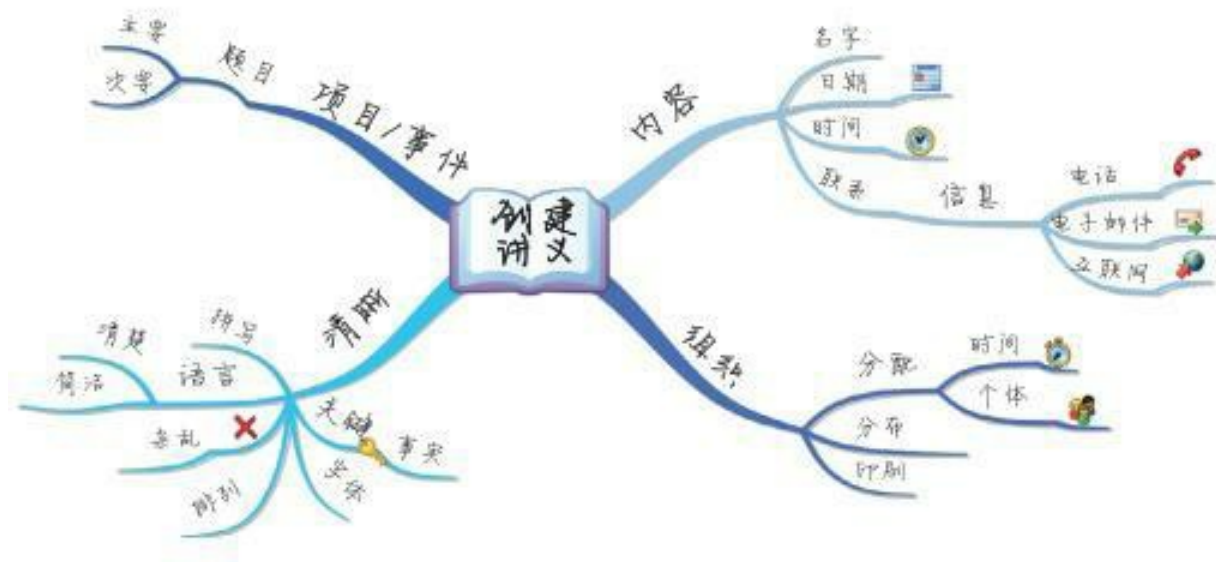 创建
讲义
项目/事件
题目
主要
次要
内容
名字
日期
时间
联系
信息
电话
电子邮件
互联网
组织
分配
时间
个体
分布
印刷
清晰
拼写
语言
清楚
简洁
杂乱
排列
字体
关键
事实